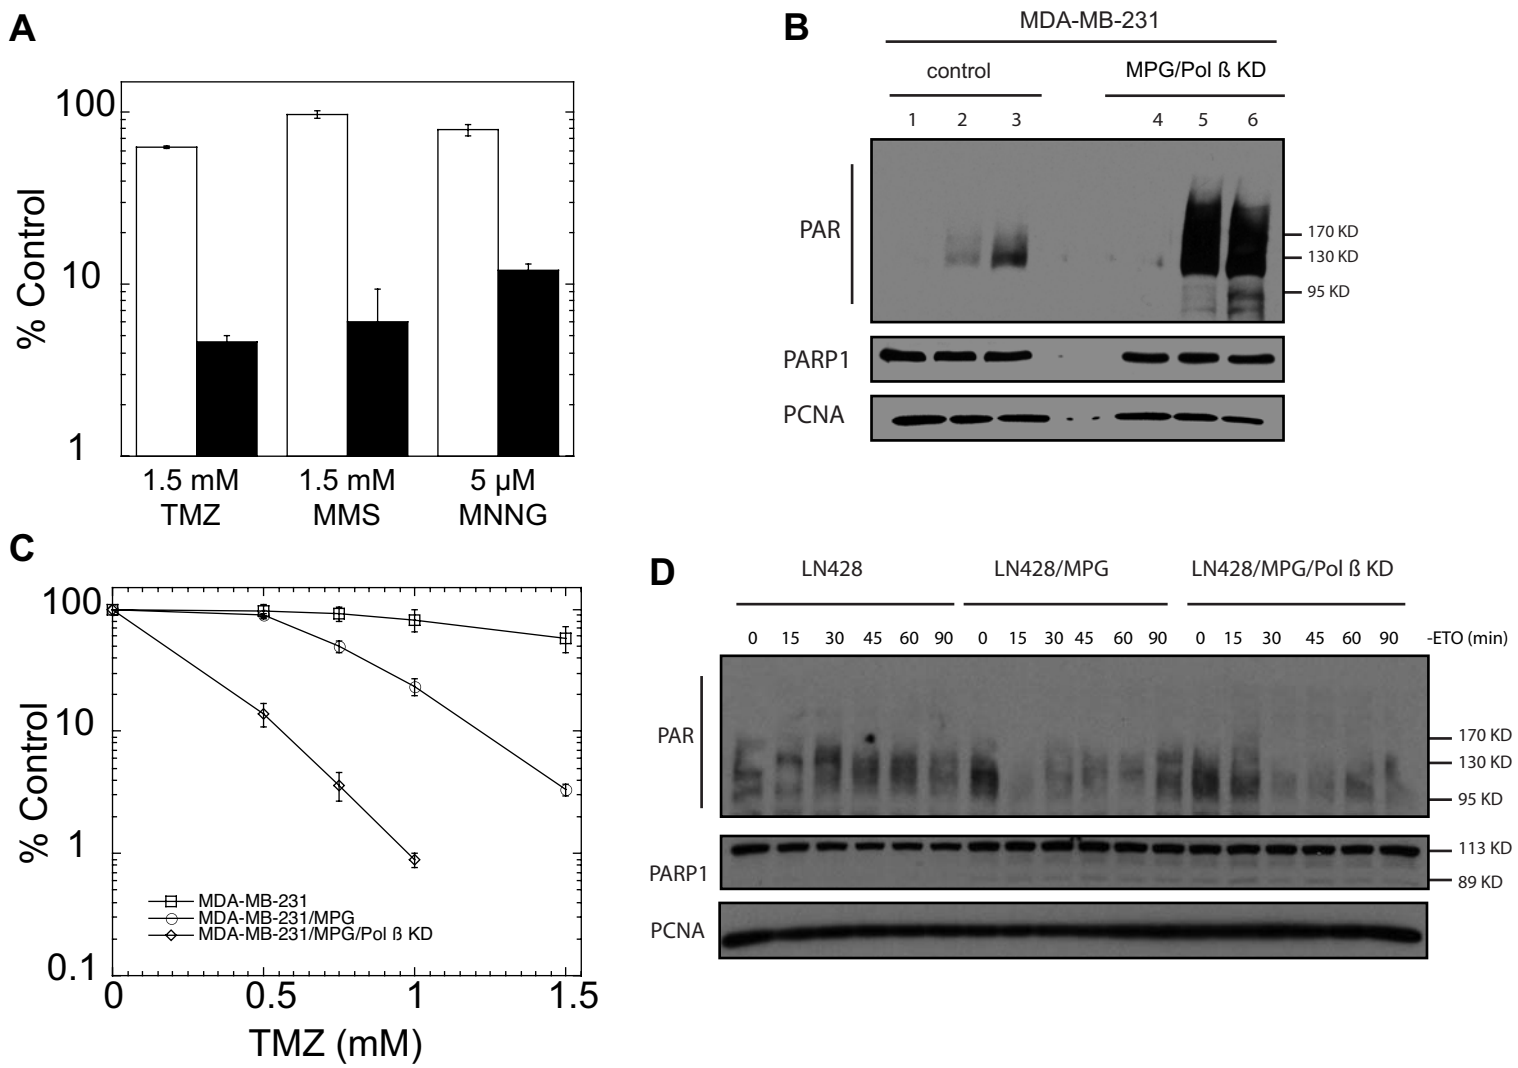 A
100
10
1
% Control
1.5 mM
TMZ
1.5 mM
MMS
5 µM
MNNG
B
MDA-MB-231
control
MPG/Pol ß KD
1 2 3 4 5 6
PAR
170 KD
130 KD
95 KD
PARP1
PCNA
C
100
10
1
0.1
% Control
MDA-MB-231
MDA-MB-231/MPG
MDA-MB-231/MPG/Pol ß KD
0 0.5 1 1.5
TMZ (mM)
D
LN428 LN428/MPG LN428/MPG/Pol ß KD
0 15 30 45 60 90 0 15 30 45 60 90 0 15 30 45 60 90 -ETO (min)
PAR
170 KD
130 KD
95 KD
PARP1
113 KD
89 KD
PCNA